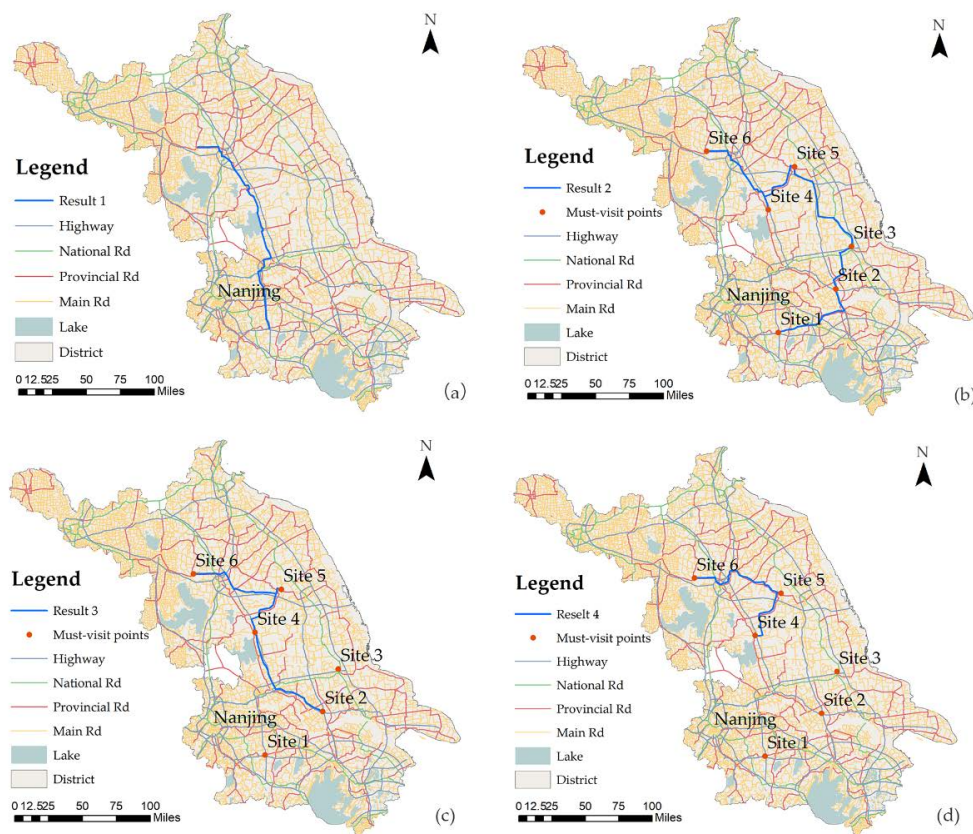 N
Legend
Result 1
Highway
National Rd
Provincial Rd
Main Rd
Lake
District
Nanjing
0 12.525 50 75 100
Miles
(a)
N
Site 6
Site 5
Site 4
Site 3
Site 2
Nanjing
Site 1
Legend
Result 2
Must-visit points
Highway
National Rd
Provincial Rd
Main Rd
Lake
District
0 12.525 50 75 100
Miles
(b)
N
Site 6
Site 5
Site 4
Site 3
Site 2
Nanjing
Site 1
Legend
Result 3
Must-visit points
Highway
National Rd
Provincial Rd
Main Rd
Lake
District
0 12.525 50 75 100
Miles
(c)
N
Site 6
Site 5
Site 4
Site 3
Site 2
Nanjing
Site 1
Legend
Reselt 4
Must-visit points
Highway
National Rd
Provincial Rd
Main Rd
Lake
District
0 12.525 50 75 100
Miles
(d)